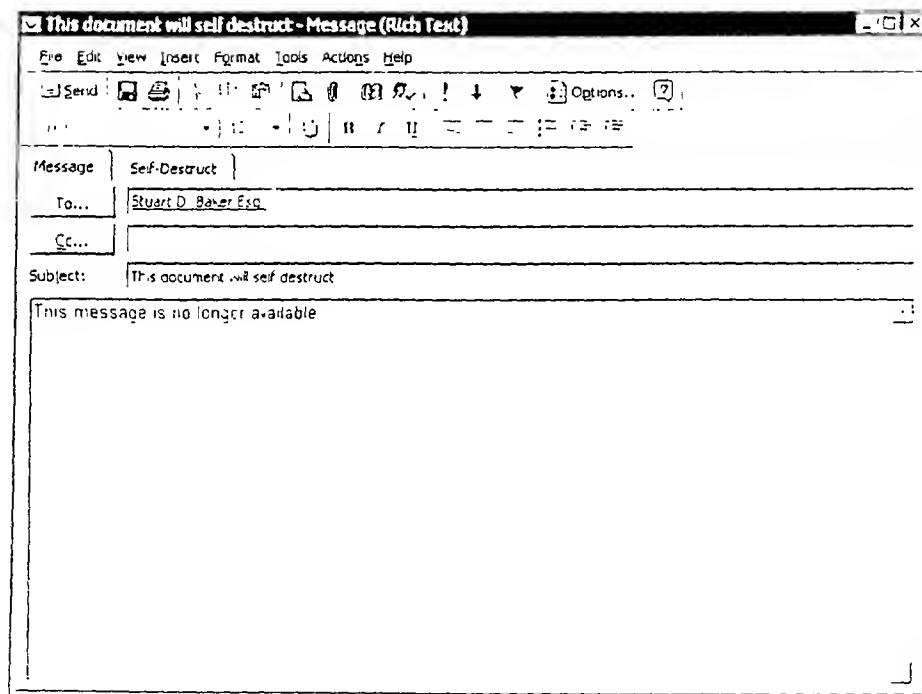 This document will self destruct - Message (Rich Text)
File Edit View Insert Format Tools Actions Help
Send ! Options.. ?
B I U
Message Self-Destruct
To... Stuart D. Baker Esq.
Cc...
Subject: This document will self destruct
This message is no longer available